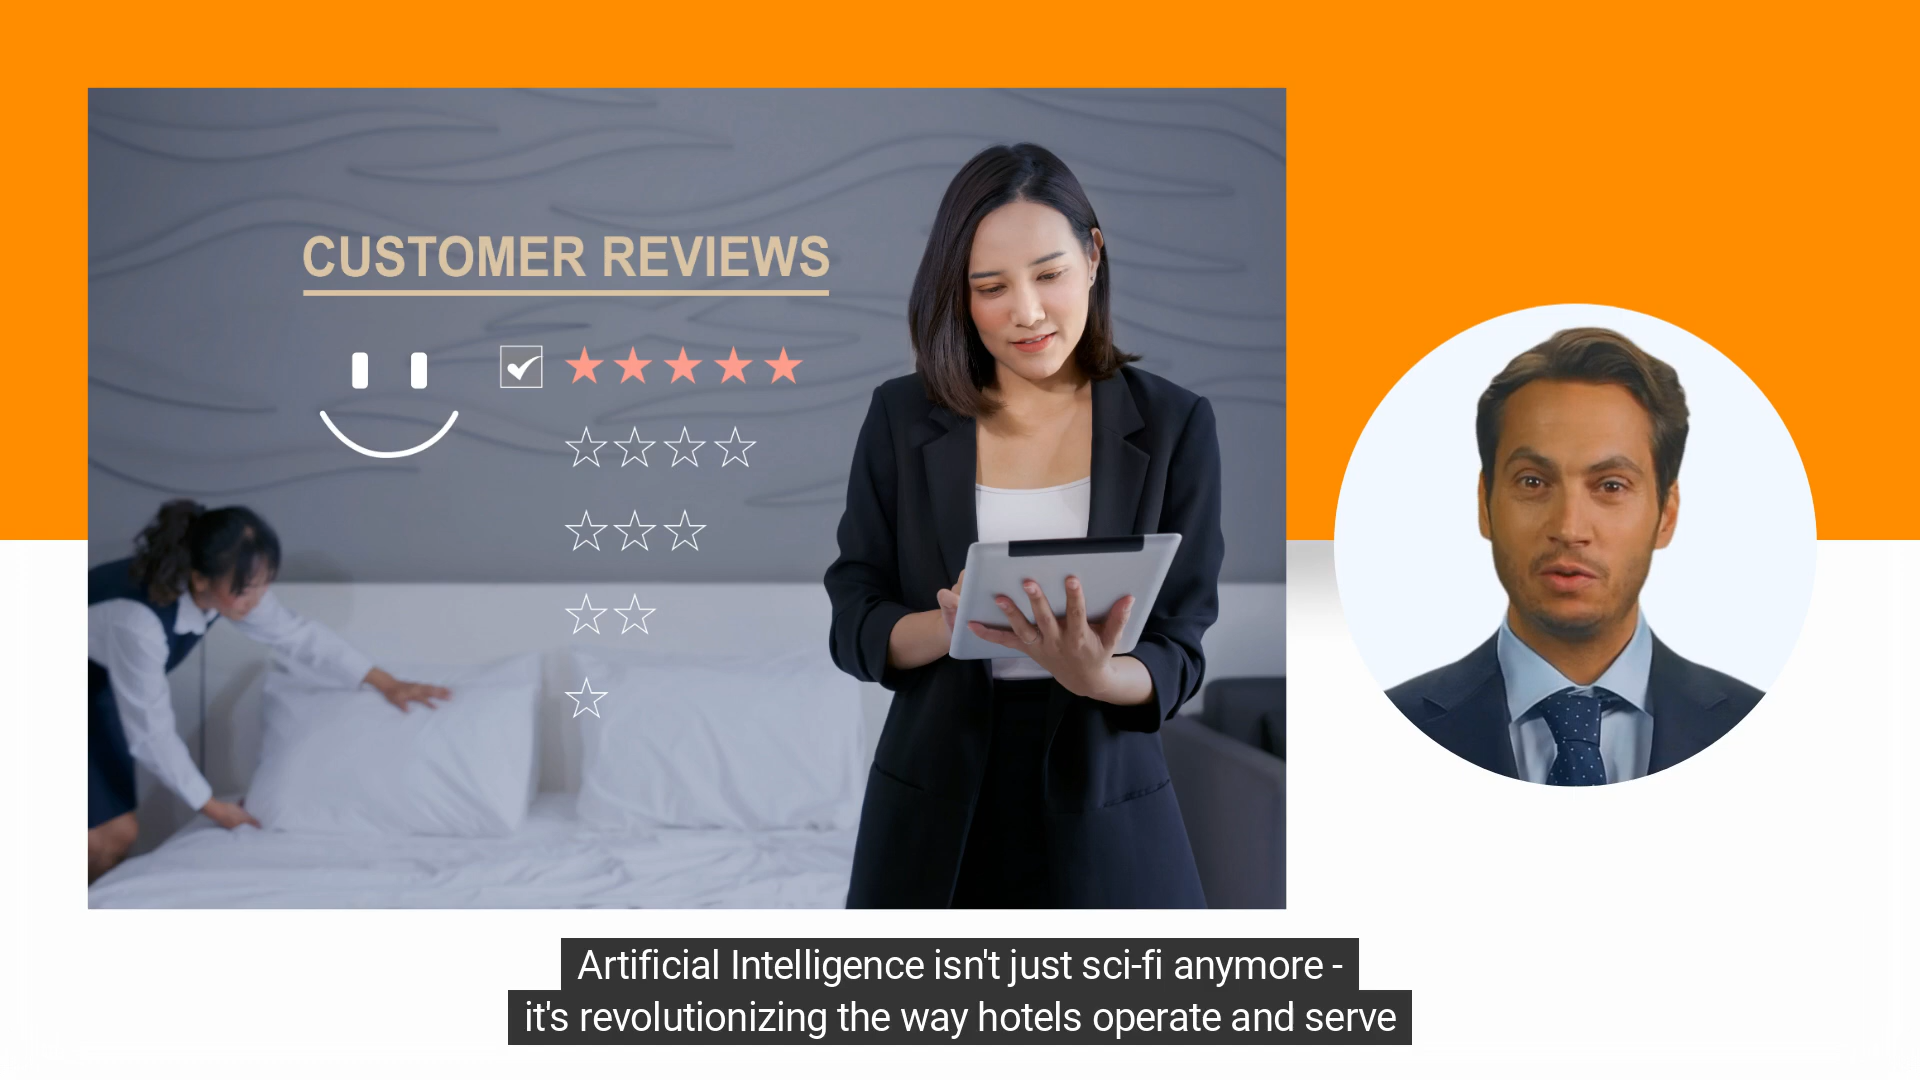 CUSTOMER REVIEWS
Artificial Intelligence isn't just sci-fi anymore -
it's revolutionizing the way hotels operate and serve